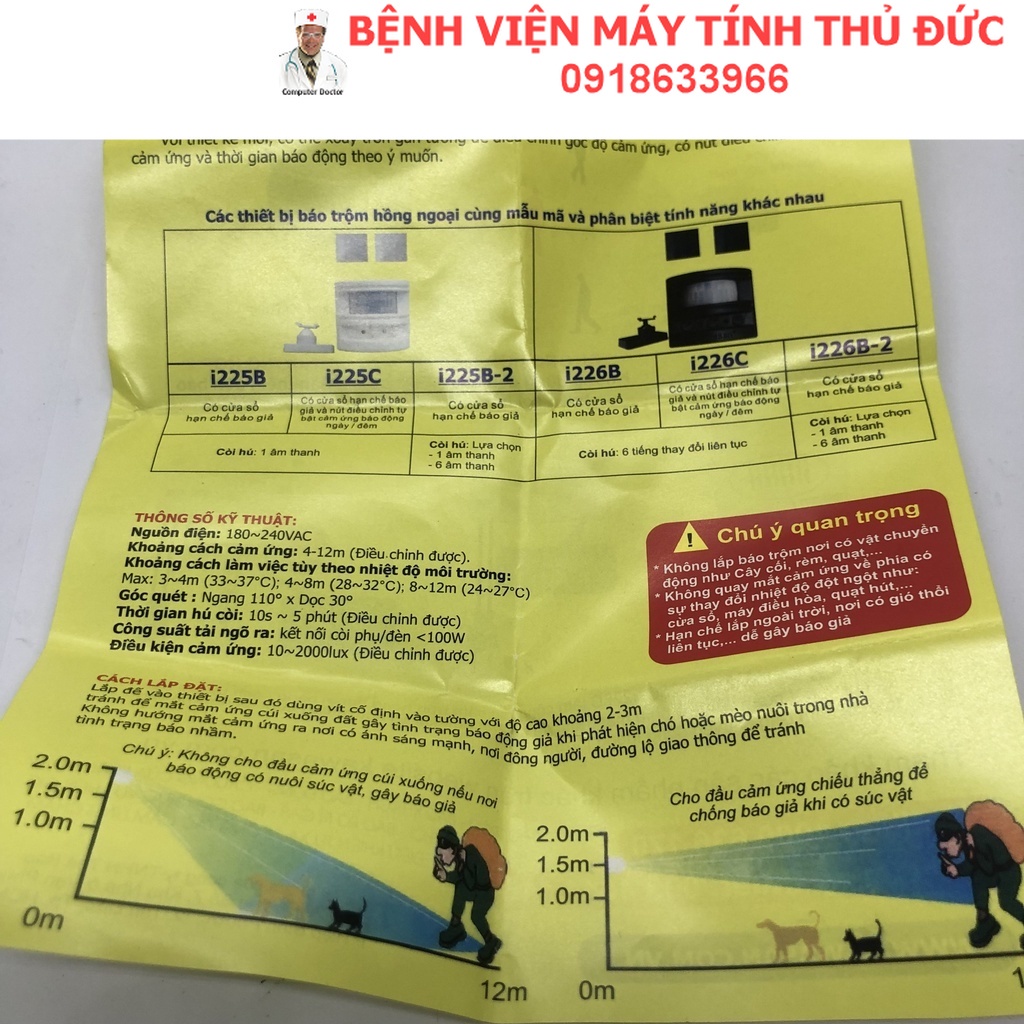 BỆNH VIỆN MÁY TÍNH THỦ ĐỨC
0918633966
Computer Doctor
cảm ứng và thời gian báo động theo ý muốn.
Các thiết bị báo trộm hồng ngoại cùng mẫu mã và phân biệt tính năng khác nhau
i225B i225C i225B-2 i226B i226C i226B-2
Có cửa sổ
hạn chế báo giả
Có cửa sổ hạn chế báo
giả và nút điều chỉnh tự
bật cảm ứng báo động
ngày / đêm
Có cửa sổ
hạn chế báo giả
Có cửa sổ
hạn chế báo giả
Có cửa sổ hạn chế báo
giả và nút điều chỉnh tự
bật cảm ứng báo động
ngày / đêm
Có cửa sổ
hạn chế báo giả
Còi hú: 1 âm thanh
Còi hú: Lựa chọn
- 1 âm thanh
- 6 âm thanh
Còi hú: 6 tiếng thay đổi liên tục
Còi hú: Lựa chọn
- 1 âm thanh
- 6 âm thanh
THÔNG SỐ KỸ THUẬT:
Nguồn điện: 180~240VAC
Khoảng cách cảm ứng: 4-12m (Điều chỉnh được).
Khoảng cách làm việc tùy theo nhiệt độ môi trường:
Max: 3~4m (33~37°C); 4~8m (28~32°C); 8~12m (24~27°C)
Góc quét : Ngang 110° x Dọc 30°
Thời gian hú còi: 10s ~ 5 phút (Điều chỉnh được)
Công suất tải ngõ ra: kết nối còi phụ/đèn <100W
Điều kiện cảm ứng: 10~2000lux (Điều chỉnh được)
Chú ý quan trọng
* Không lắp báo trộm nơi có vật chuyển
động như Cây cối, rèm, quạt,...
* Không quay mắt cảm ứng về phía có
sự thay đổi nhiệt độ đột ngột như:
cửa sổ, máy điều hòa, quạt hút,...
* Hạn chế lắp ngoài trời, nơi có gió thổi
liên tục,... dễ gây báo giả
CÁCH LẮP ĐẶT:
Lắp đế vào thiết bị sau đó dùng vít cố định vào tường với độ cao khoảng 2-3m
tránh để mắt cảm ứng cúi xuống đất gây tình trạng báo động giả khi phát hiện chó hoặc mèo nuôi trong nhà
Không hướng mắt cảm ứng ra nơi có ánh sáng mạnh, nơi đông người, đường lộ giao thông để tránh
tình trạng báo nhầm.
Chú ý: Không cho đầu cảm ứng cúi xuống nếu nơi
báo động có nuôi súc vật, gây báo giả
2.0m
1.5m
1.0m
0m
12m
Cho đầu cảm ứng chiếu thẳng để
chống báo giả khi có súc vật
2.0m
1.5m
1.0m
0m